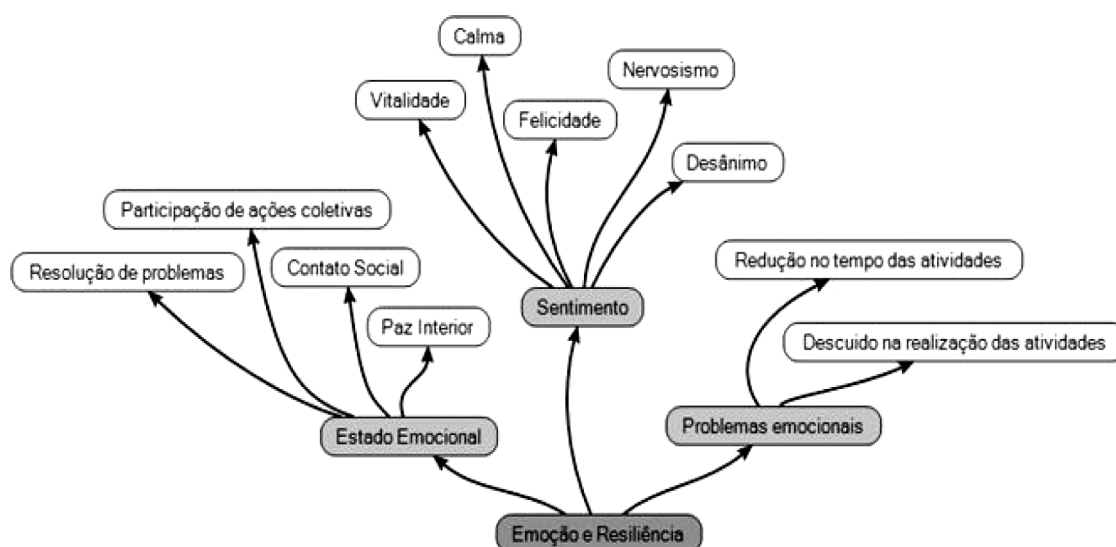 Calma
Nervosismo
Vitalidade
Felicidade
Desânimo
Participação de ações coletivas
Resolução de problemas
Contato Social
Redução no tempo das atividades
Sentimento
Paz Interior
Descuido na realização das atividades
Estado Emocional
Problemas emocionais
Emoção e Resiliência